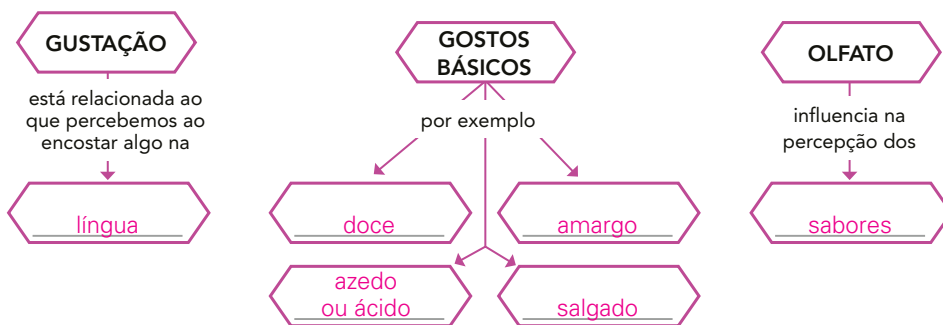 GUSTAÇÃO
está relacionada ao
que percebemos ao
encostar algo na
língua
GOSTOS
BÁSICOS
por exemplo
doce
amargo
azedo
ou ácido
salgado
OLFATO
influencia na
percepção dos
sabores